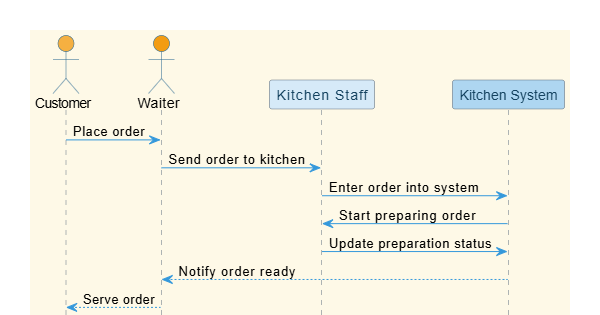 Customer
Waiter
Kitchen Staff
Kitchen System
Place order
Send order to kitchen
Enter order into system
Start preparing order
Update preparation status
Notify order ready
Serve order